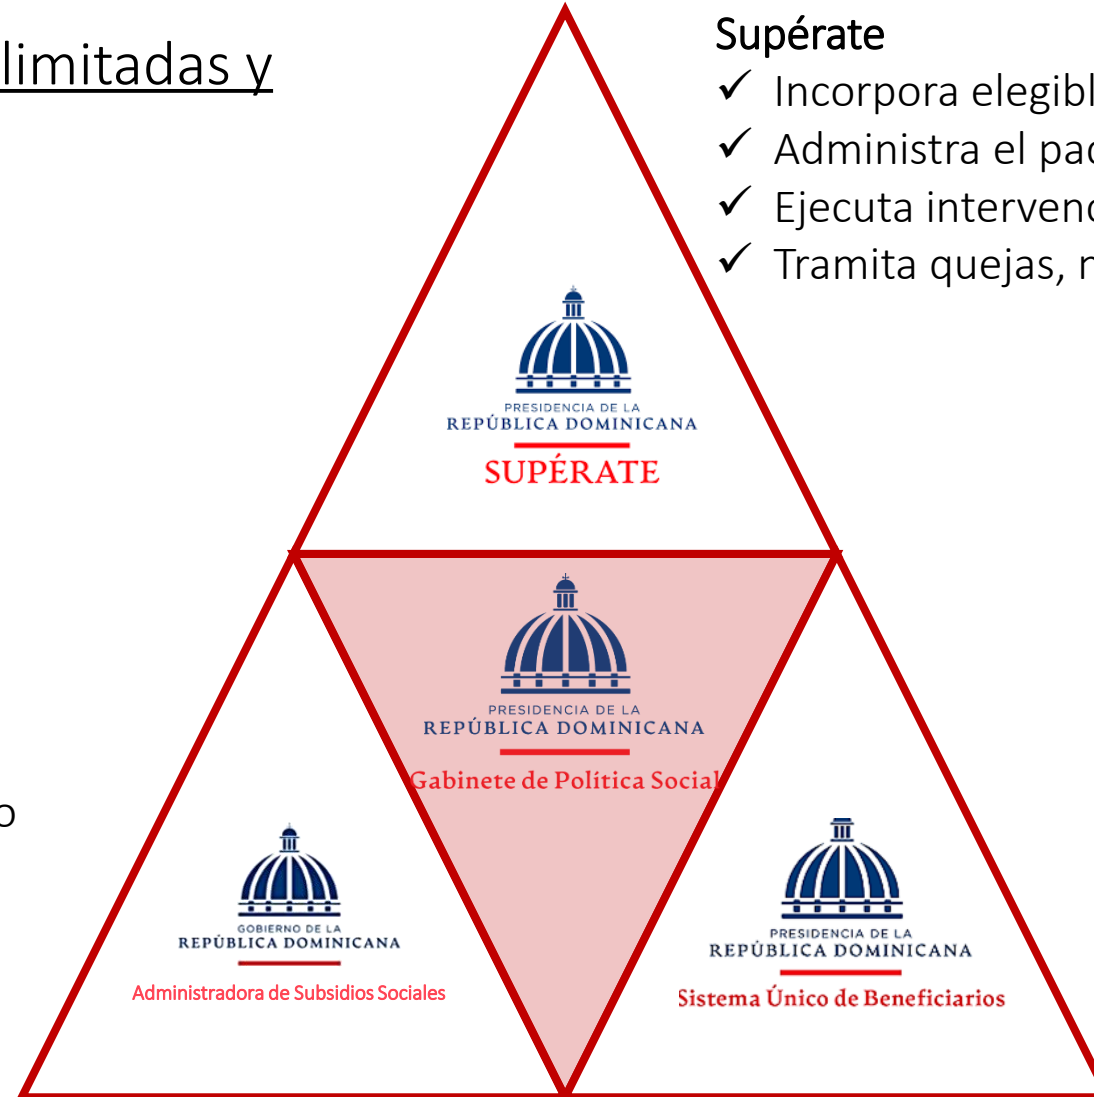 limitadas y
Supérate
✓ Incorpora elegibl
✓ Administra el pa
✓ Ejecuta interven
✓ Tramita quejas,
PRESIDENCIA DE LA
REPÚBLICA DOMINICANA
SUPÉRATE
PRESIDENCIA DE LA
REPÚBLICA DOMINICANA
Gabinete de Política Social
o
GOBIERNO DE LA
REPÚBLICA DOMINICANA
Administradora de Subsidios Sociales
PRESIDENCIA DE LA
REPÚBLICA DOMINICANA
Sistema Único de Beneficiarios